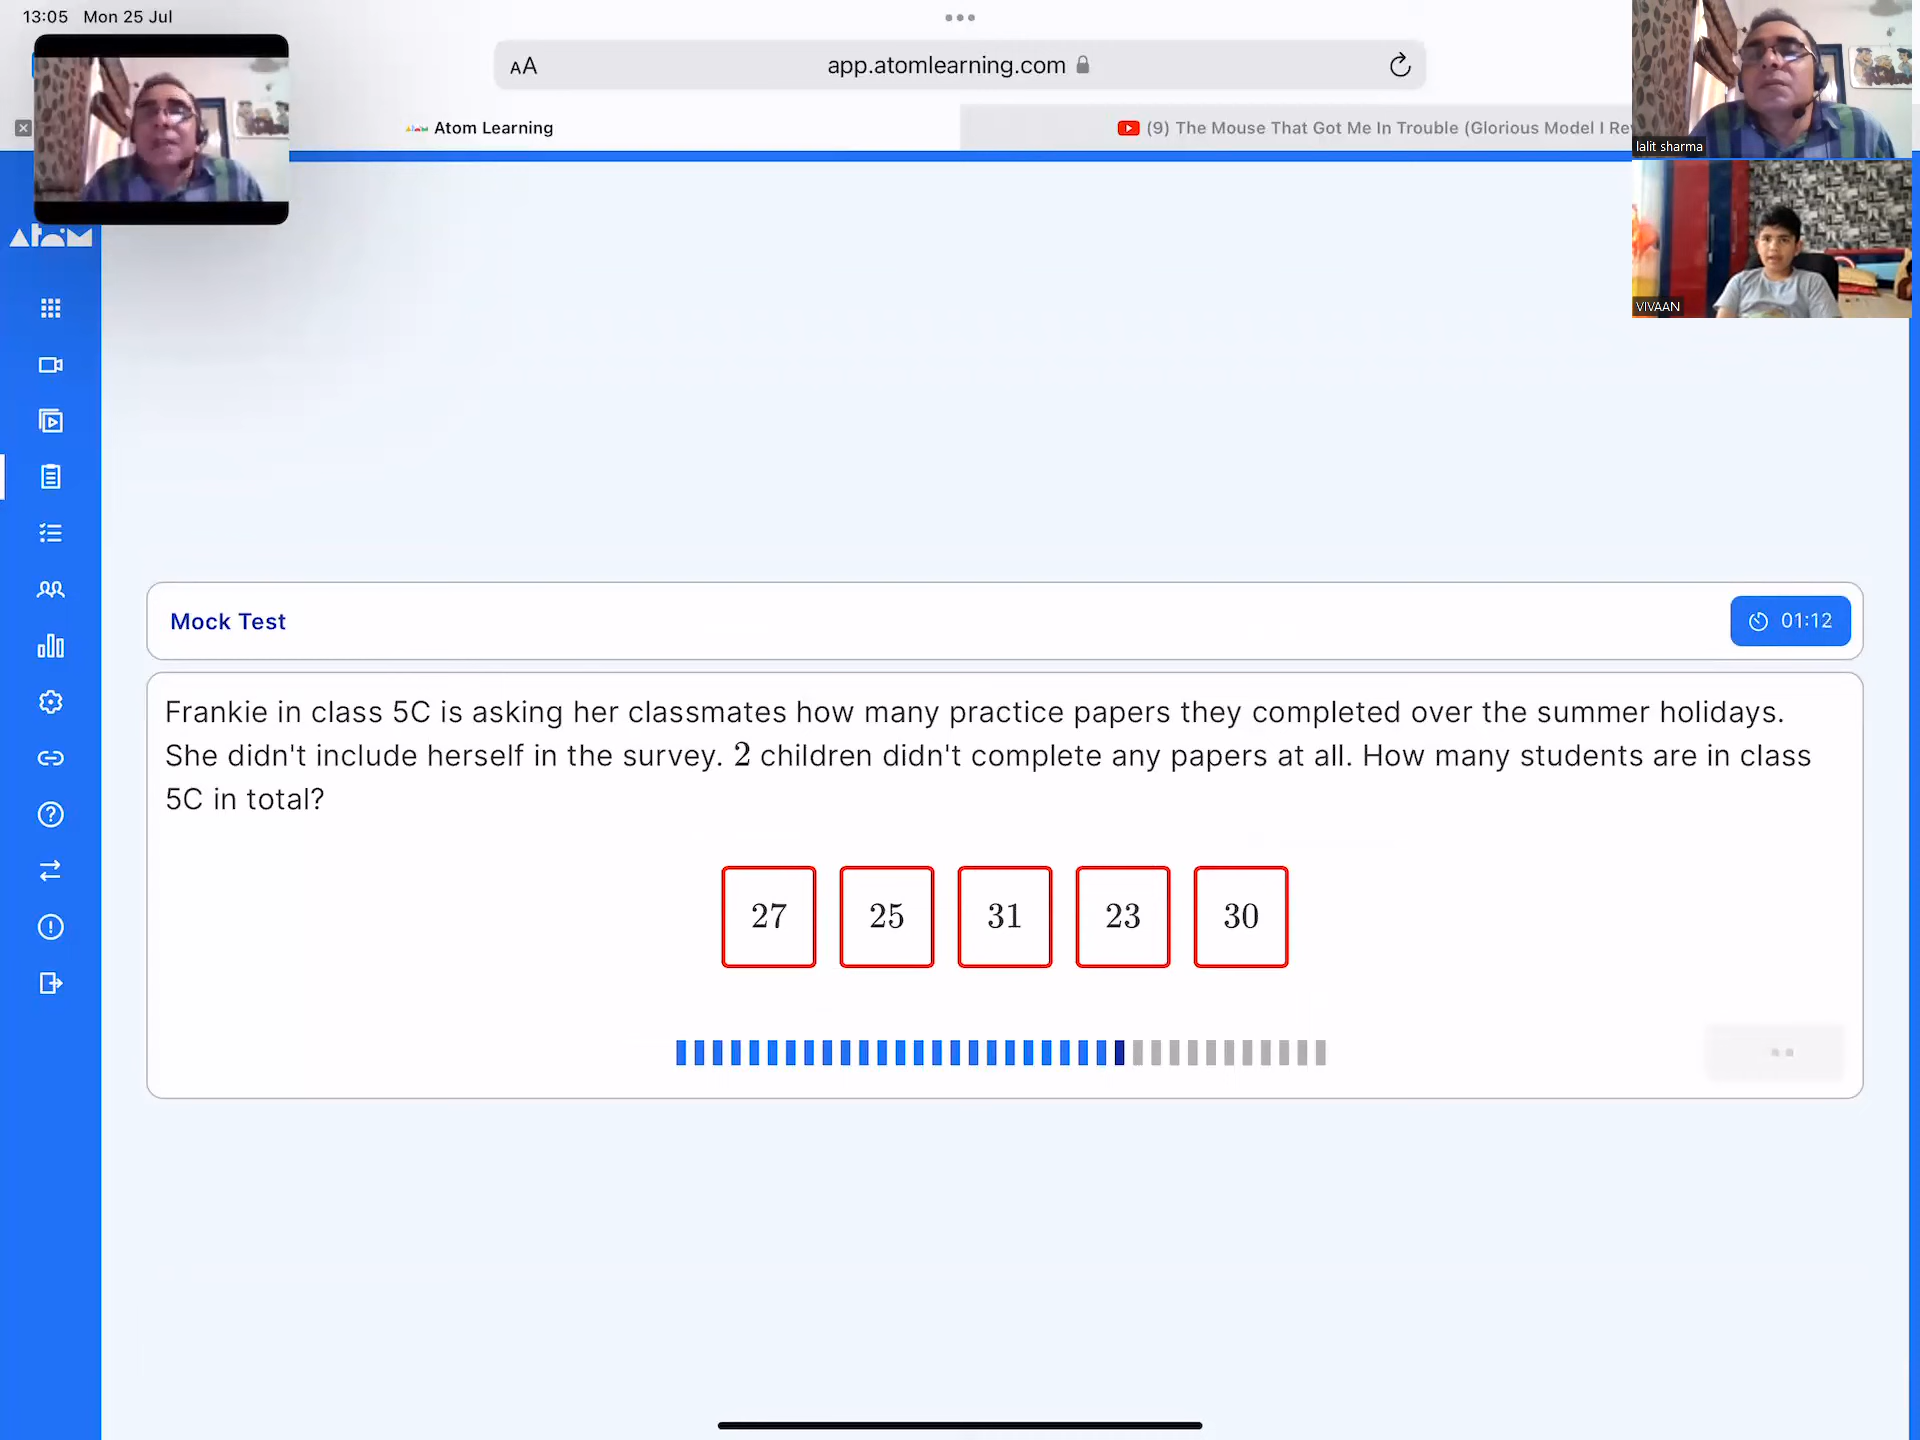 13:05 Mon 25 Jul
AA
app.atomlearning.com
Atom Learning
(9) The Mouse That Got Me In Trouble (Glorious Model I Re
lalit sharma
VIVAAN
Atom
Mock Test
01:12
Frankie in class 5C is asking her classmates how many practice papers they completed over the summer holidays.
She didn't include herself in the survey. 2 children didn't complete any papers at all. How many students are in class
5C in total?
27 25 31 23 30